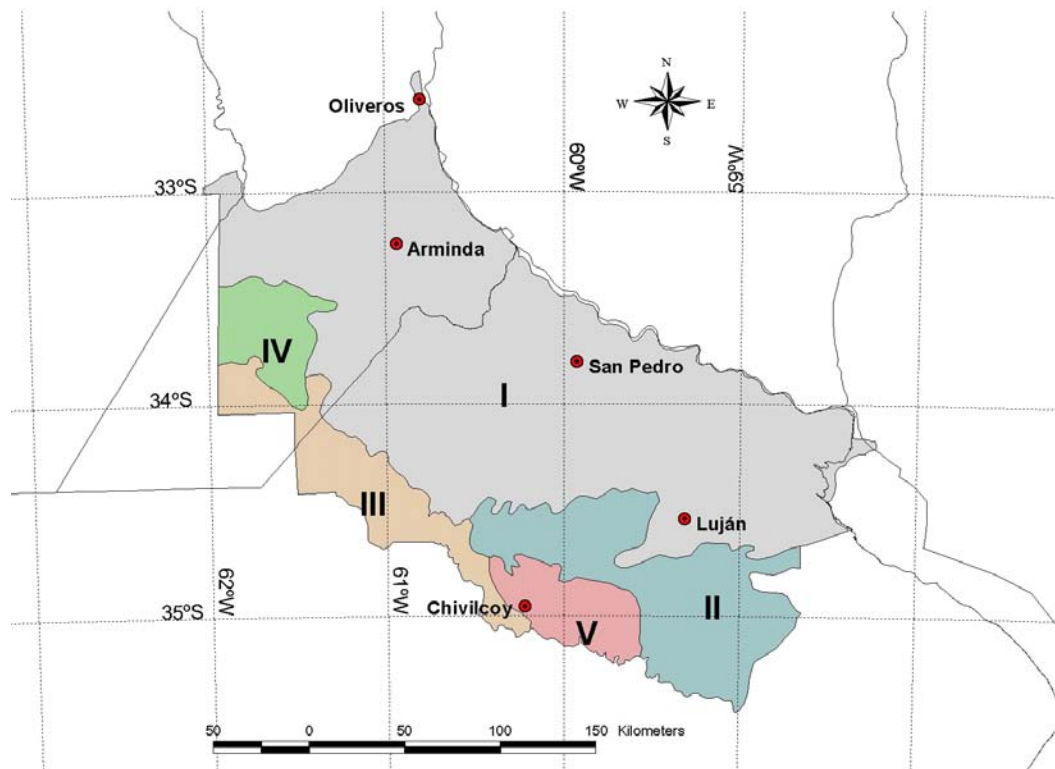 N
W
E
S
Oliveros
60ºW
59ºW
33ºS
Arminda
IV
San Pedro
I
34ºS
III
Luján
62ºW
61ºW
Chivilcoy
II
35ºS
V
50 0 50 100 150 Kilometers